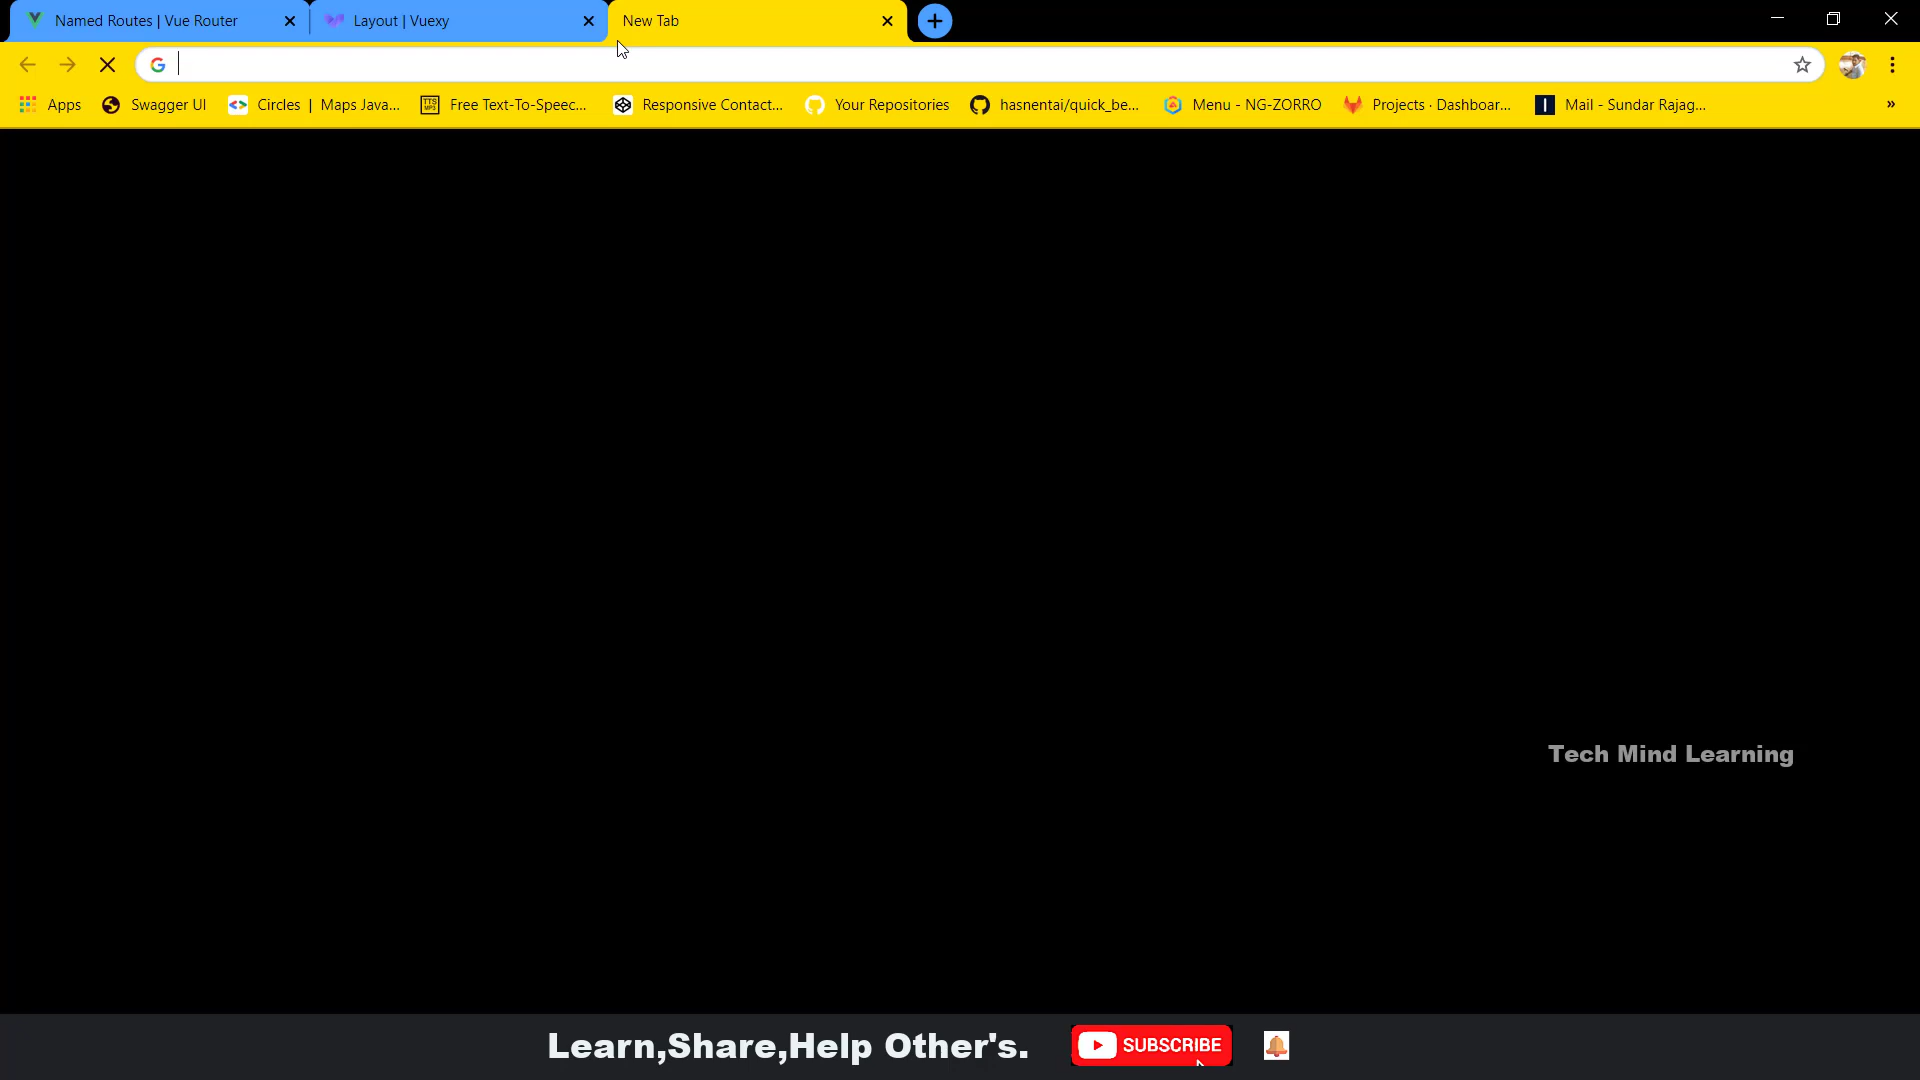 Named Routes | Vue Router
Layout | Vuexy
New Tab
Apps
Swagger UI
Circles | Maps Java...
TTS MP3
Free Text-To-Speec...
Responsive Contact...
Your Repositories
hasnentai/quick_be...
Menu - NG-ZORRO
Projects · Dashboar...
Mail - Sundar Rajag...
Tech Mind Learning
Learn,Share,Help Other's.
SUBSCRIBE